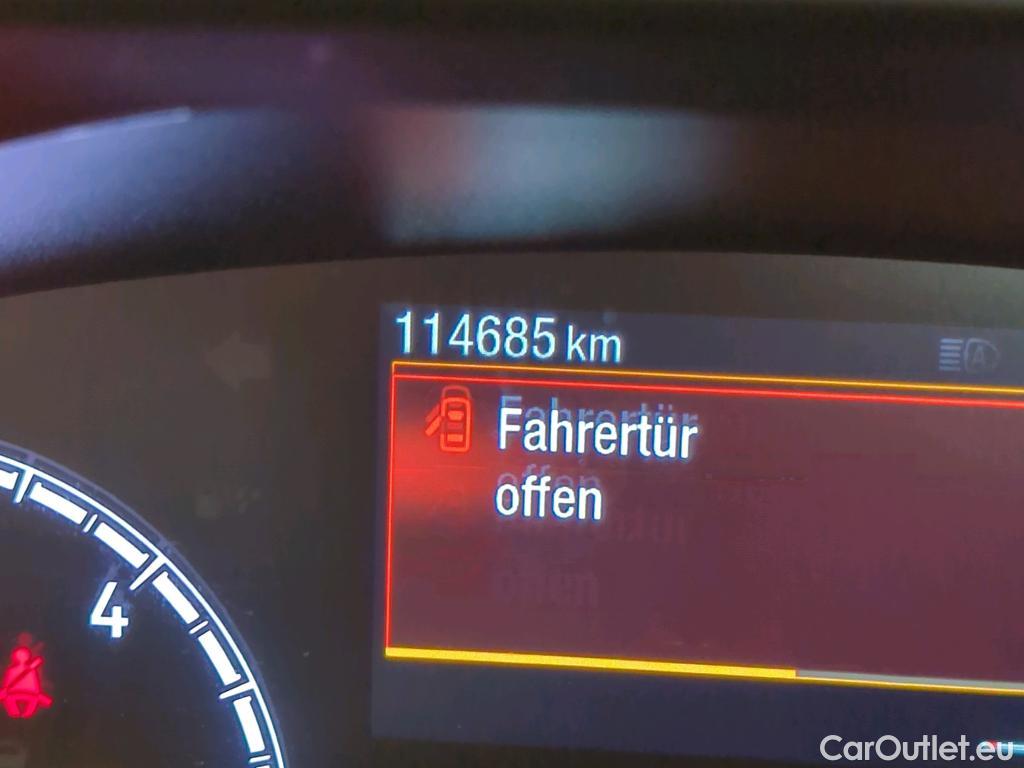 114685 km
Fahrertür
offen
4
CarOutlet.eu